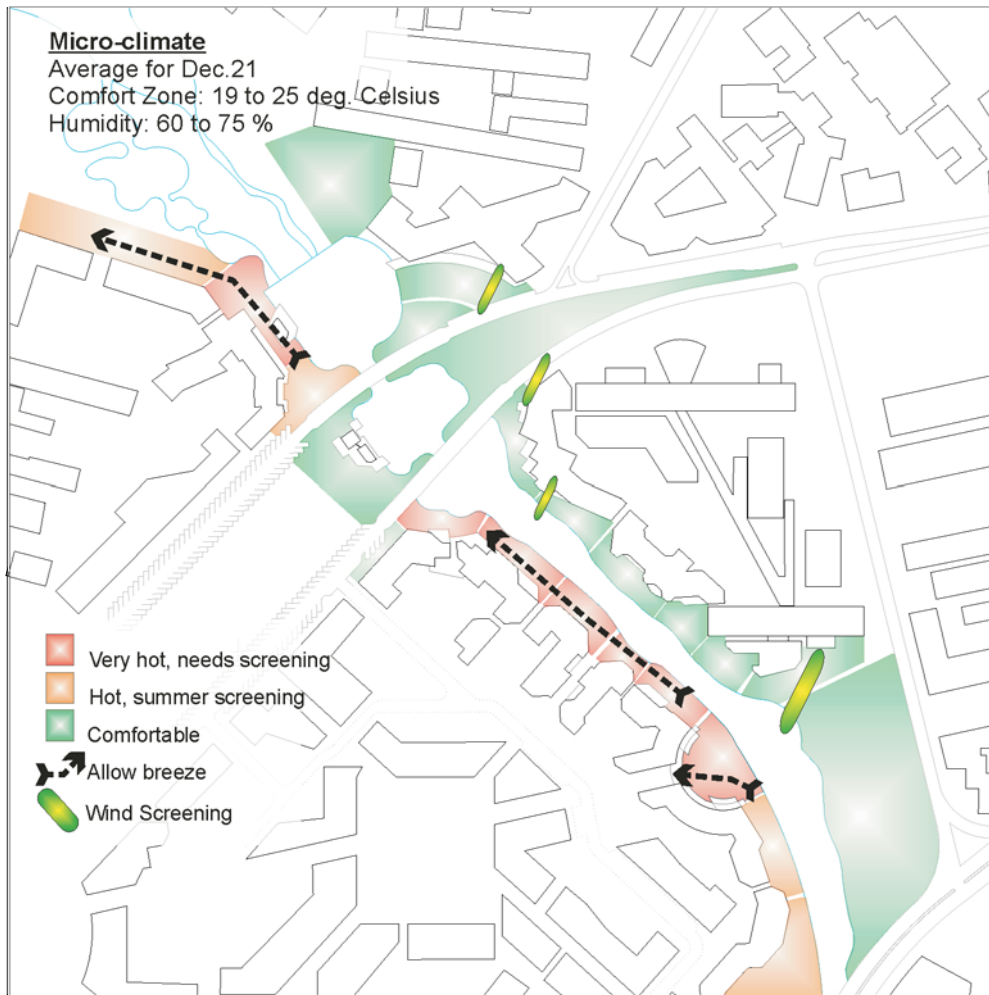 Micro-climate
Average for Dec.21
Comfort Zone: 19 to 25 deg. Celsius
Humidity: 60 to 75 %
Very hot, needs screening
Hot, summer screening
Comfortable
Allow breeze
Wind Screening